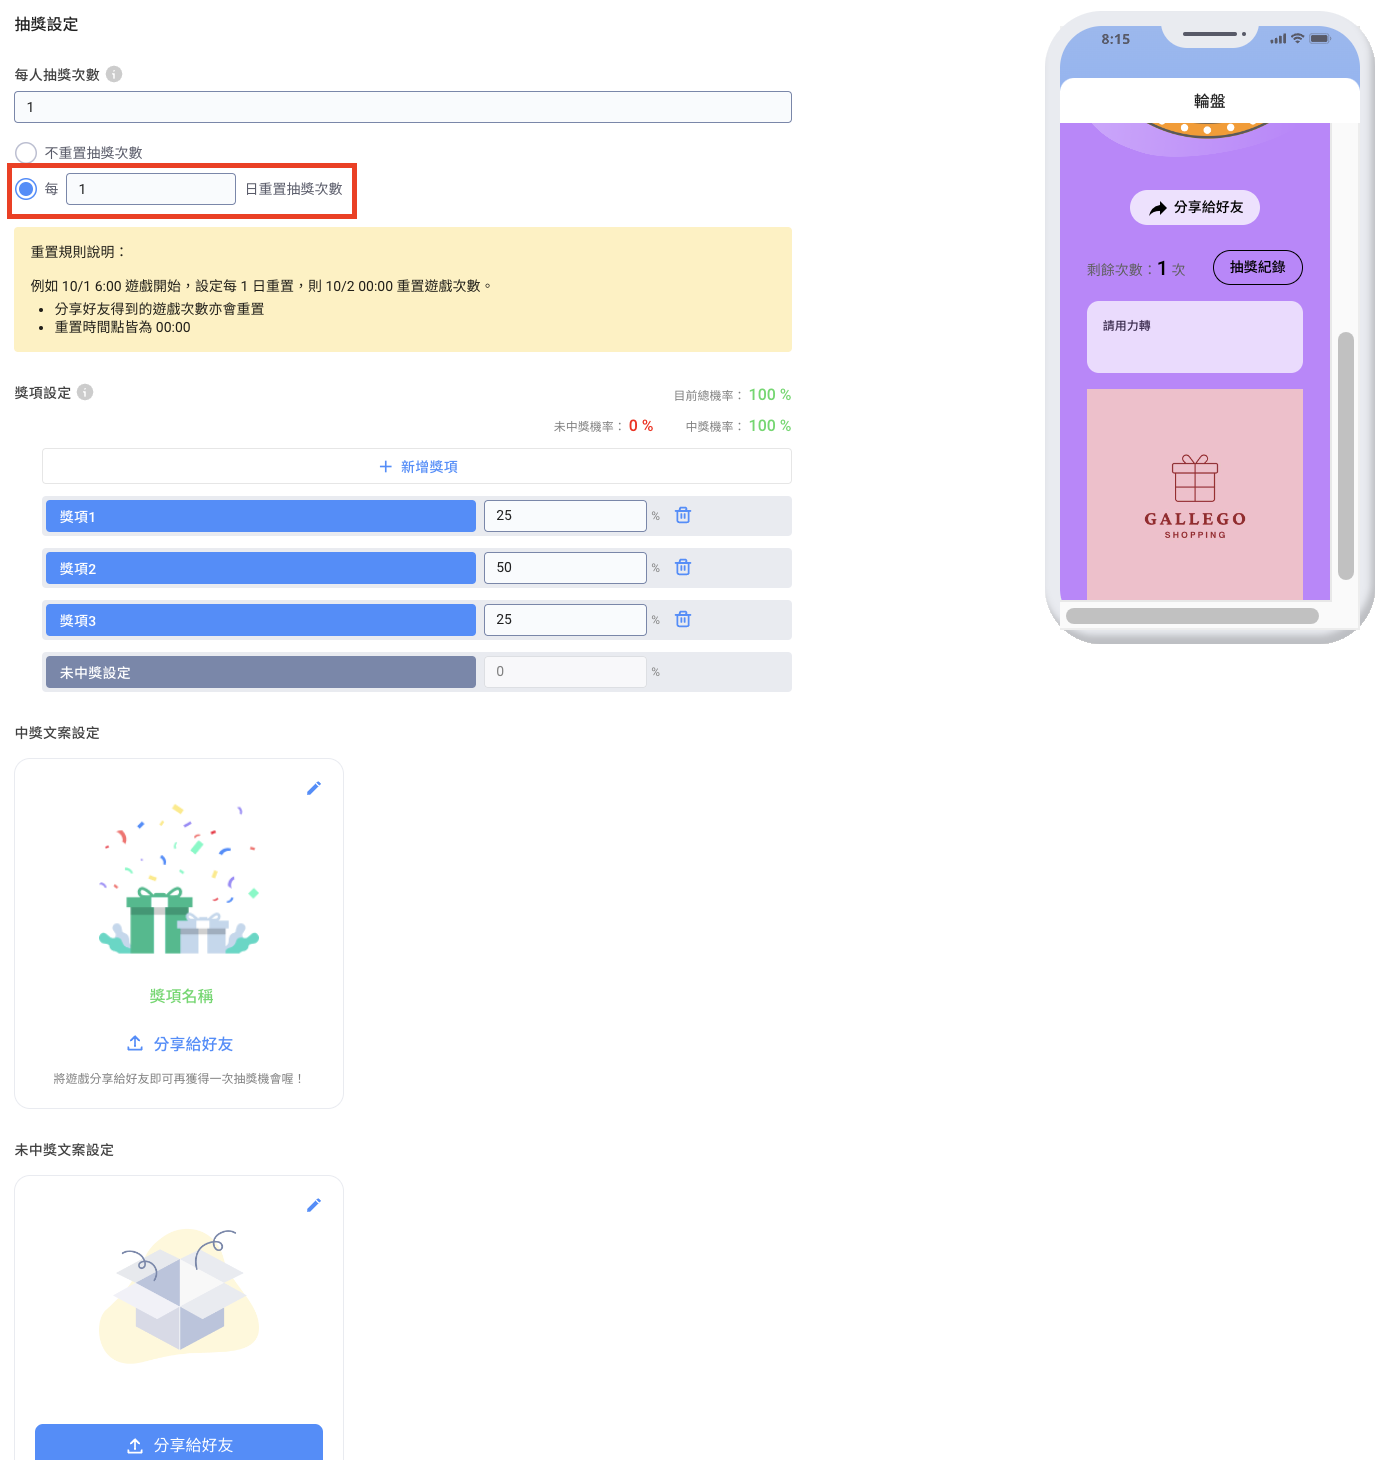 抽獎設定
每人抽獎次數
1
不重置抽獎次數
每 1 日重置抽獎次數
重置規則說明：
例如 10/1 6:00 遊戲開始，設定每 1 日重置，則 10/2 00:00 重置遊戲次數。
• 分享好友得到的遊戲次數亦會重置
• 重置時間點皆為 00:00
獎項設定
目前總機率： 100 %
未中獎機率： 0 % 中獎機率： 100 %
+ 新增獎項
獎項1 25 %
獎項2 50 %
獎項3 25 %
未中獎設定 0 %
中獎文案設定
獎項名稱
分享給好友
將遊戲分享給好友即可再獲得一次抽獎機會喔！
未中獎文案設定
分享給好友
8:15
輪盤
分享給好友
剩餘次數：1 次 抽獎紀錄
請用力轉
GALLEGO
SHOPPING